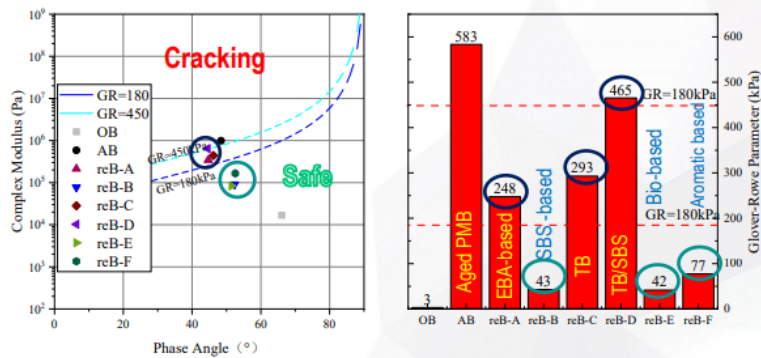 Cracking
Safe
GR=180
GR=450
OB
AB
reB-A
reB-B
reB-C
reB-D
reB-E
reB-F
GR=450kPa
GR=180kPa
Complex Modulus (Pa)
10⁹
10⁸
10⁷
10⁶
10⁵
10⁴
10³
10²
0 20 40 60 80
Phase Angle (°)
583
465
293
248
77
43
42
3
GR=180kPa
GR=180kPa
Aged PMB
EBA-based
SBS'-based
TB
TB/SBS
Bio-based
Aromatic based
OB AB reB-A reB-B reB-C reB-D reB-E reB-F
600
500
400
300
200
100
0
Glover-Rowe Parameter (kPa)